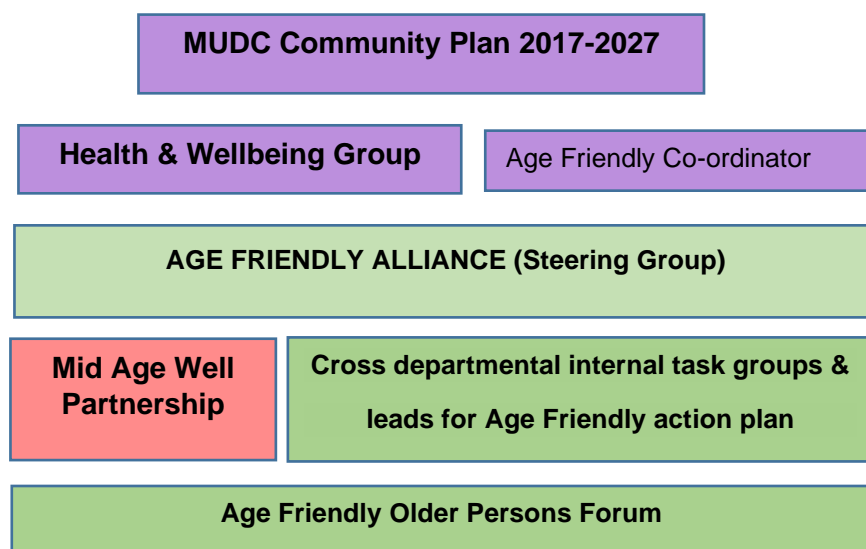 MUDC Community Plan 2017-2027
Health & Wellbeing Group
Age Friendly Co-ordinator
AGE FRIENDLY ALLIANCE (Steering Group)
Mid Age Well
Partnership
Cross departmental internal task groups &
leads for Age Friendly action plan
Age Friendly Older Persons Forum